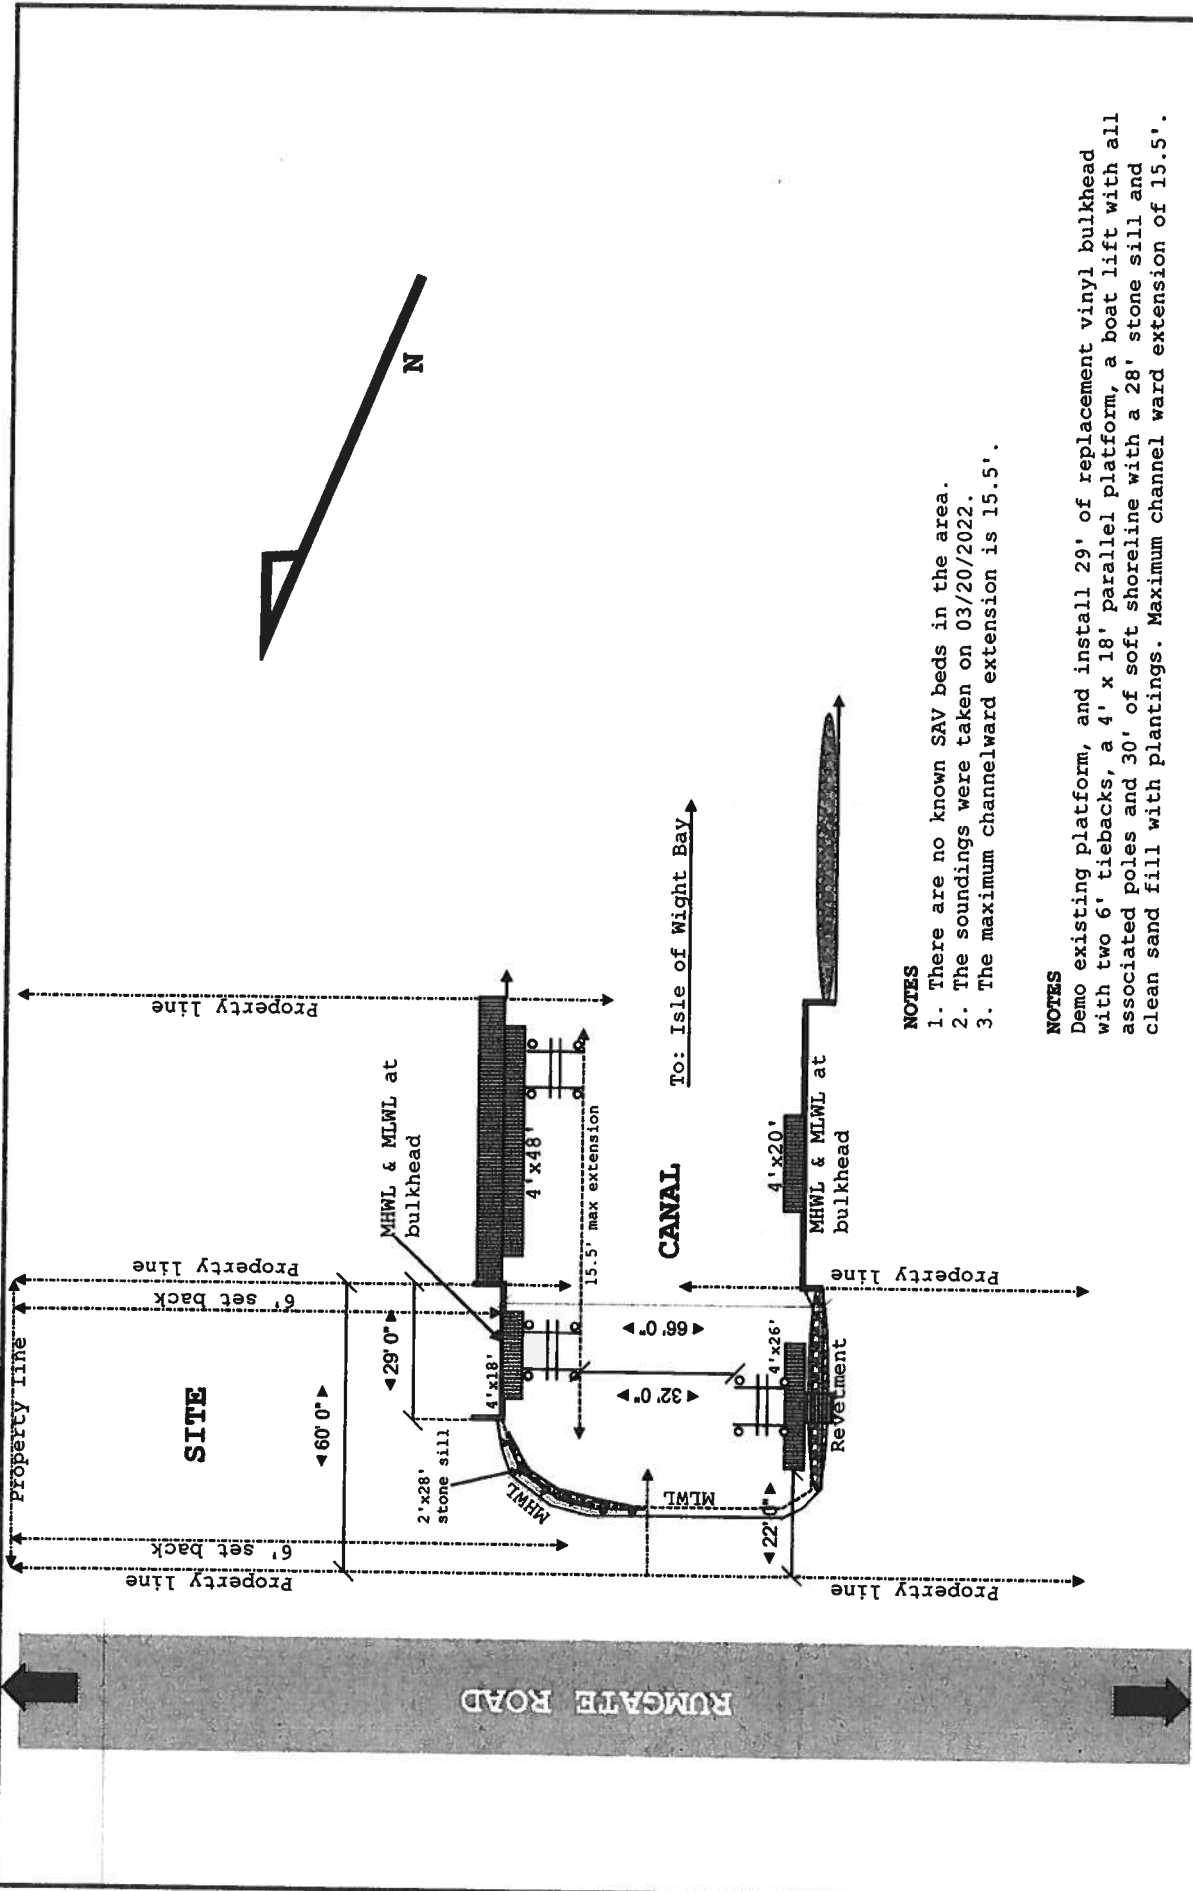 Property line
Property line
Property line
Property line
6' set back
6' set back
SITE
◄60' 0"►
◄29' 0"►
MHWL & MLWL at
bulkhead
2'x28'
stone sill
4'x18'
4'x48'
15.5' max extension
MHWL
MLWL
◄32' 0"►
◄66' 0"►
CANAL
To: Isle of Wight Bay
◄22' 0"►
4'x26'
Revetment
4'x20'
MHWL & MLWL at
bulkhead
Property line
Property line
RUMGATE ROAD
N
NOTES
1. There are no known SAV beds in the area.
2. The soundings were taken on 03/20/2022.
3. The maximum channelward extension is 15.5'.
NOTES
Demo existing platform, and install 29' of replacement vinyl bulkhead
with two 6' tiebacks, a 4' x 18' parallel platform, a boat lift with all
associated poles and 30' of soft shoreline with a 28' stone sill and
clean sand fill with plantings. Maximum channel ward extension of 15.5'.